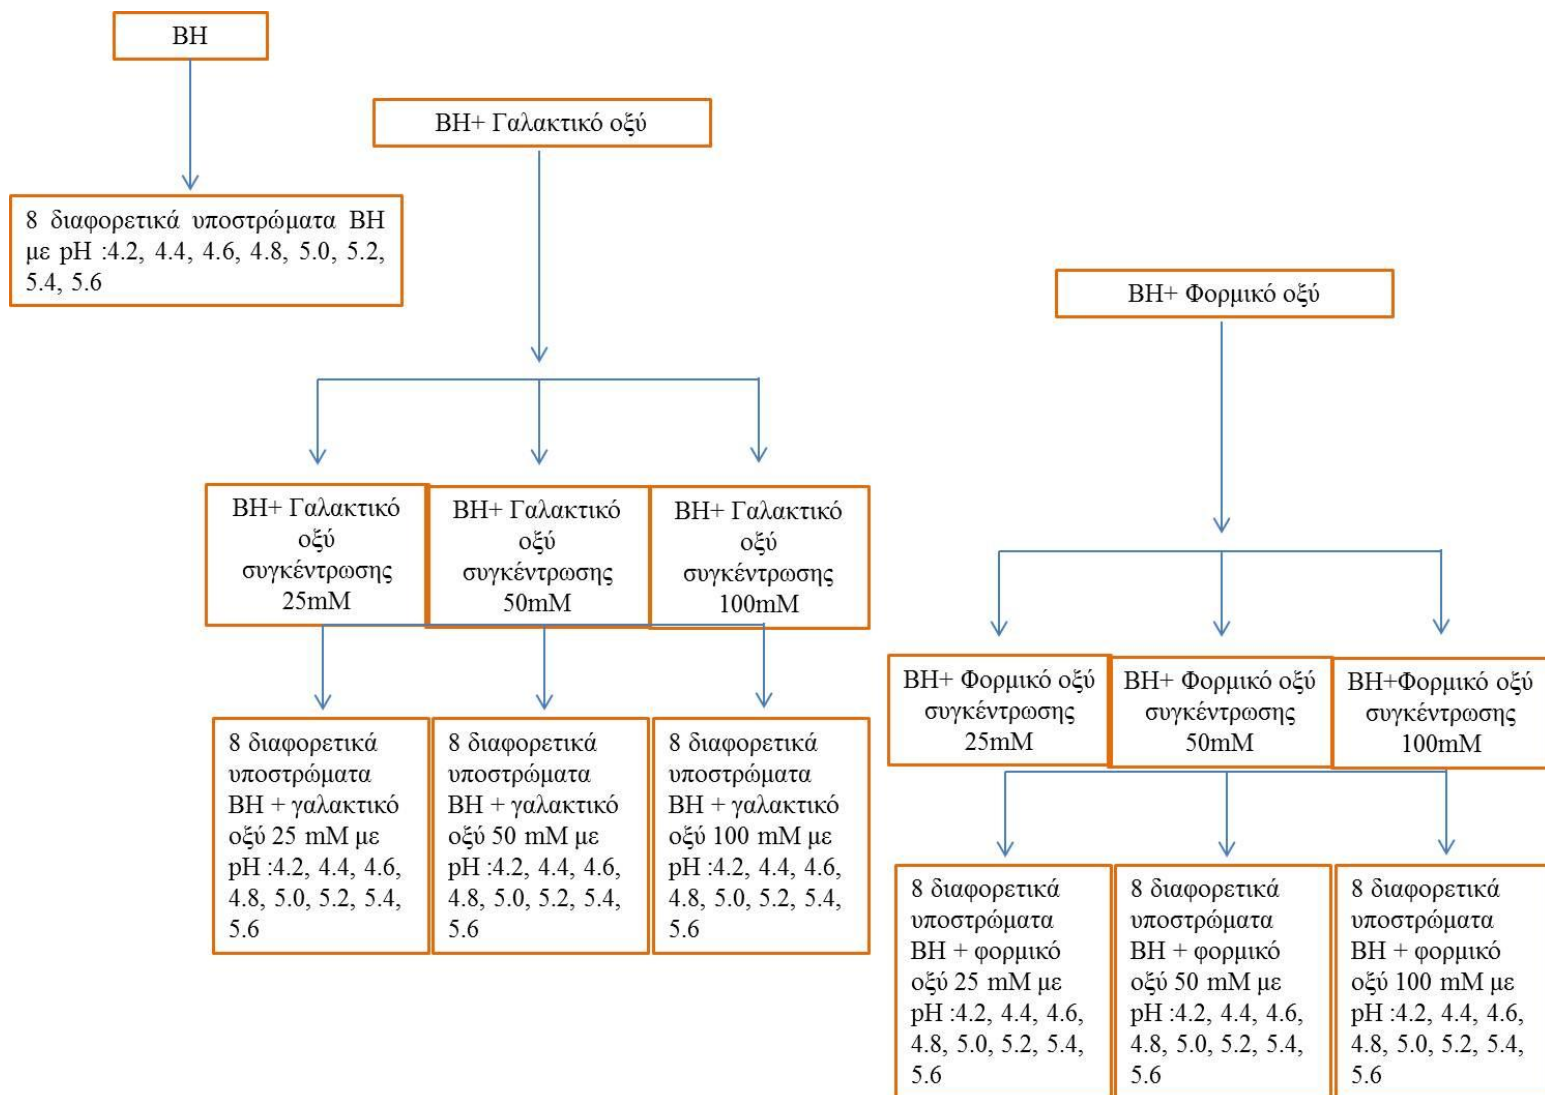 BH
BH+ Γαλακτικό οξύ
8 διαφορετικά υποστρώματα BH
με pH :4.2, 4.4, 4.6, 4.8, 5.0, 5.2,
5.4, 5.6
BH+ Φορμικό οξύ
BH+ Γαλακτικό
οξύ
συγκέντρωσης
25mM
BH+ Γαλακτικό
οξύ
συγκέντρωσης
50mM
BH+ Γαλακτικό
οξύ
συγκέντρωσης
100mM
BH+ Φορμικό οξύ
συγκέντρωσης
25mM
BH+ Φορμικό οξύ
συγκέντρωσης
50mM
BH+Φορμικό οξύ
συγκέντρωσης
100mM
8 διαφορετικά
υποστρώματα
BH + γαλακτικό
οξύ 25 mM με
pH :4.2, 4.4, 4.6,
4.8, 5.0, 5.2, 5.4,
5.6
8 διαφορετικά
υποστρώματα
BH + γαλακτικό
οξύ 50 mM με
pH :4.2, 4.4, 4.6,
4.8, 5.0, 5.2, 5.4,
5.6
8 διαφορετικά
υποστρώματα
BH + γαλακτικό
οξύ 100 mM με
pH :4.2, 4.4, 4.6,
4.8, 5.0, 5.2, 5.4,
5.6
8 διαφορετικά
υποστρώματα
BH + φορμικό
οξύ 25 mM με
pH :4.2, 4.4, 4.6,
4.8, 5.0, 5.2, 5.4,
5.6
8 διαφορετικά
υποστρώματα
BH + φορμικό
οξύ 50 mM με
pH :4.2, 4.4, 4.6,
4.8, 5.0, 5.2, 5.4,
5.6
8 διαφορετικά
υποστρώματα
BH + φορμικό
οξύ 100 mM με
pH :4.2, 4.4, 4.6,
4.8, 5.0, 5.2, 5.4,
5.6